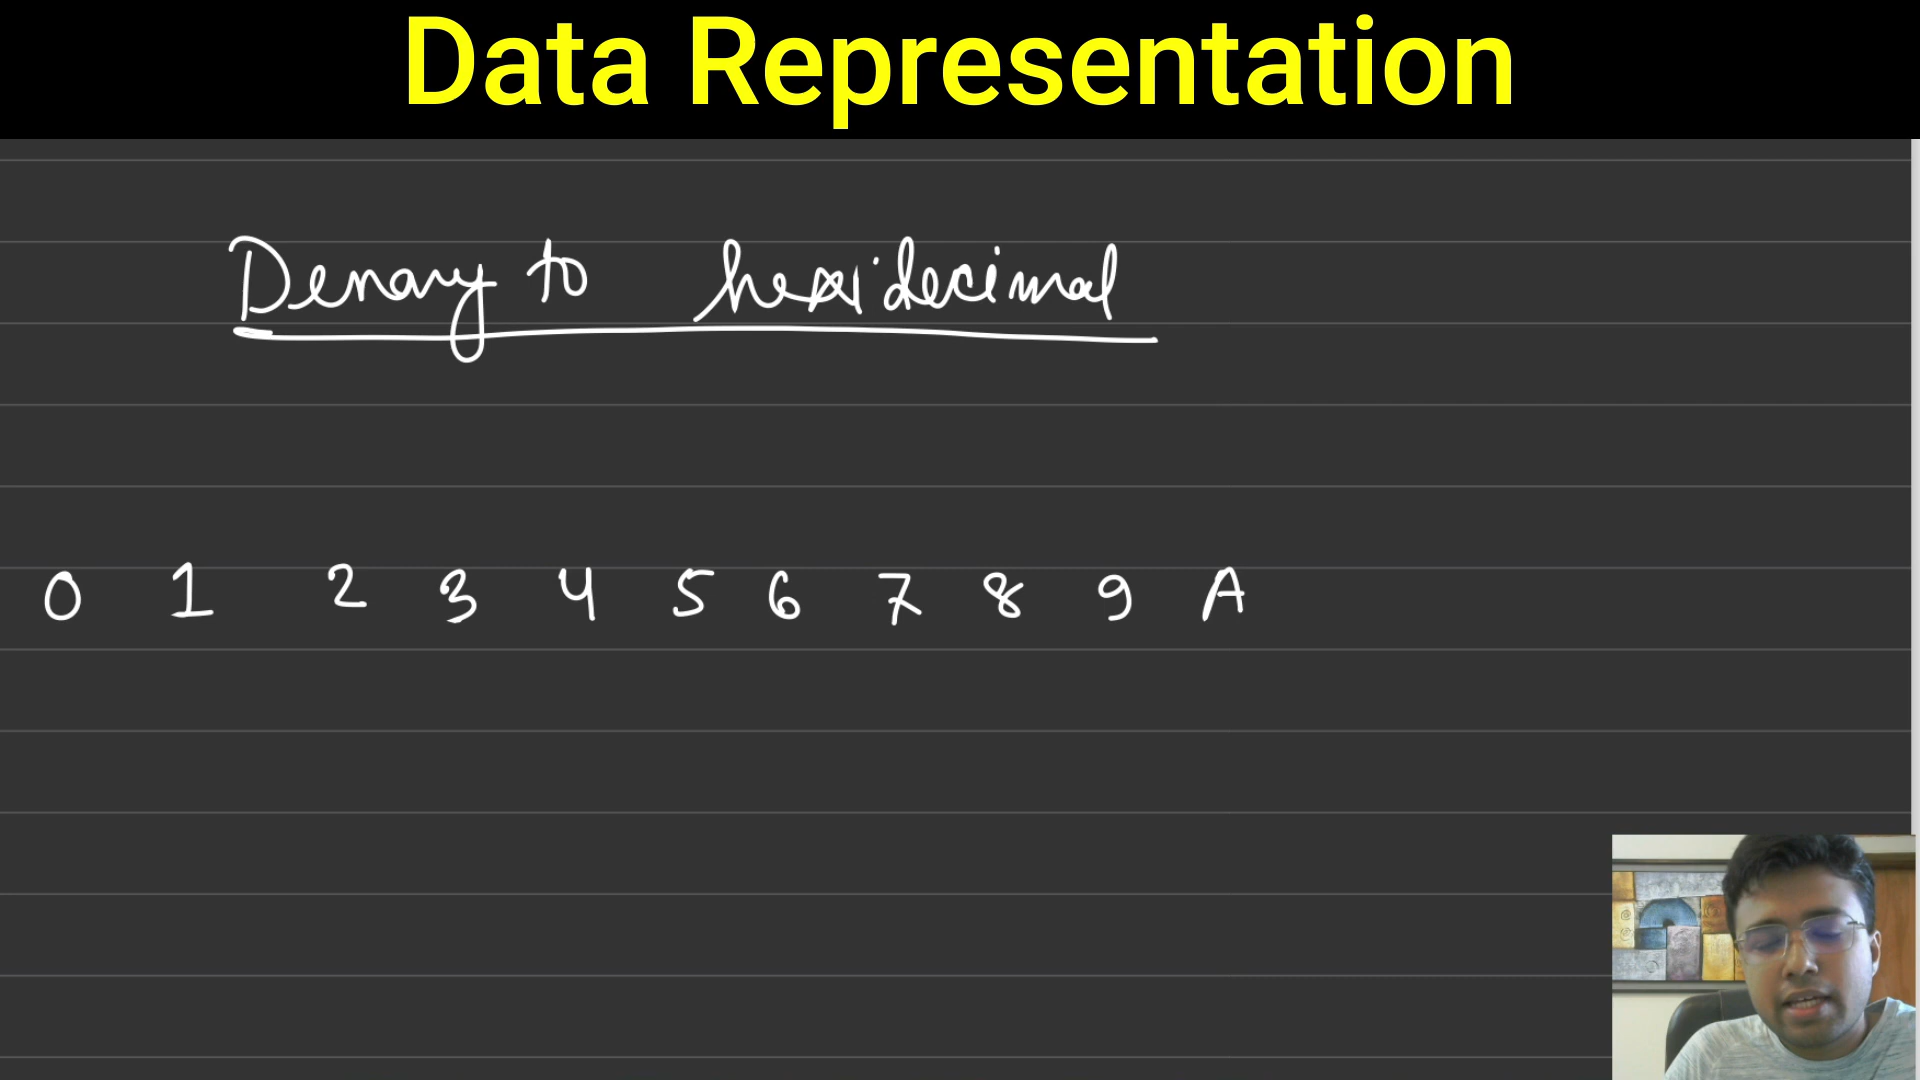 Data Representation
Denary to hexidecimal
0 1 2 3 4 5 6 7 8 9 A